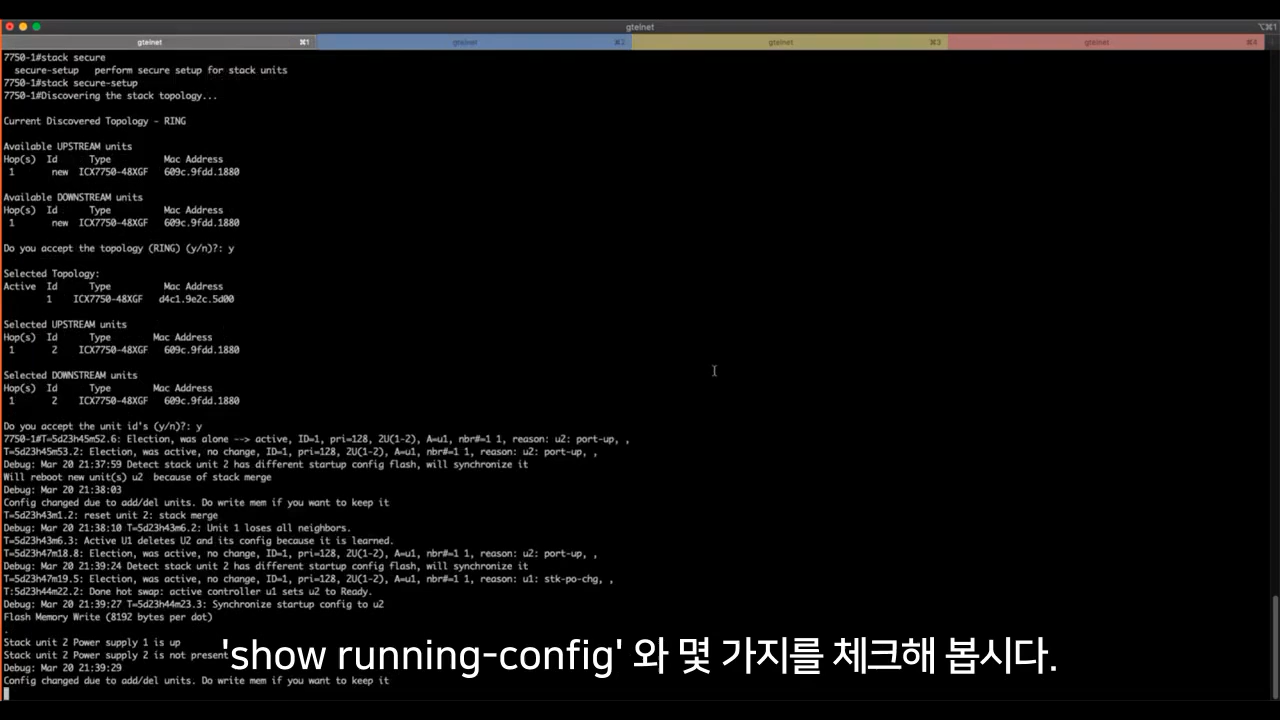 gtelnet
⌥⌘1
gtelnet ⌘1 gtelnet ⌘2 gtelnet ⌘3 gtelnet ⌘4
7750-1#stack secure
secure-setup perform secure setup for stack units
7750-1#stack secure-setup
7750-1#Discovering the stack topology...
Current Discovered Topology - RING
Available UPSTREAM units
Hop(s) Id Type Mac Address
1 new ICX7750-48XGF 609c.9fdd.1880
Available DOWNSTREAM units
Hop(s) Id Type Mac Address
1 new ICX7750-48XGF 609c.9fdd.1880
Do you accept the topology (RING) (y/n)?: y
Selected Topology:
Active Id Type Mac Address
1 ICX7750-48XGF d4c1.9e2c.5d00
Selected UPSTREAM units
Hop(s) Id Type Mac Address
1 2 ICX7750-48XGF 609c.9fdd.1880
Selected DOWNSTREAM units
Hop(s) Id Type Mac Address
1 2 ICX7750-48XGF 609c.9fdd.1880
Do you accept the unit id's (y/n)?: y
7750-1#T=5d23h45m52.6: Election, was alone --> active, ID=1, pri=128, 2U(1-2), A=u1, nbr#=1 1, reason: u2: port-up, ,
T=5d23h45m53.2: Election, was active, no change, ID=1, pri=128, 2U(1-2), A=u1, nbr#=1 1, reason: u2: port-up, ,
Debug: Mar 20 21:37:59 Detect stack unit 2 has different startup config flash, will synchronize it
Will reboot new unit(s) u2 because of stack merge
Debug: Mar 20 21:38:03
Config changed due to add/del units. Do write mem if you want to keep it
T=5d23h43m1.2: reset unit 2: stack merge
Debug: Mar 20 21:38:10 T=5d23h43m6.2: Unit 1 loses all neighbors.
T=5d23h43m6.3: Active U1 deletes U2 and its config because it is learned.
T=5d23h47m18.8: Election, was active, no change, ID=1, pri=128, 2U(1-2), A=u1, nbr#=1 1, reason: u2: port-up, ,
Debug: Mar 20 21:39:24 Detect stack unit 2 has different startup config flash, will synchronize it
T=5d23h47m19.5: Election, was active, no change, ID=1, pri=128, 2U(1-2), A=u1, nbr#=1 1, reason: u1: stk-po-chg, ,
T:5d23h44m22.2: Done hot swap: active controller u1 sets u2 to Ready.
Debug: Mar 20 21:39:27 T=5d23h44m23.3: Synchronize startup config to u2
Flash Memory Write (8192 bytes per dot)
.
Stack unit 2 Power supply 1 is up
Stack unit 2 Power supply 2 is not present
Debug: Mar 20 21:39:29
Config changed due to add/del units. Do write mem if you want to keep it
'show running-config' 와 몇 가지를 체크해 봅시다.